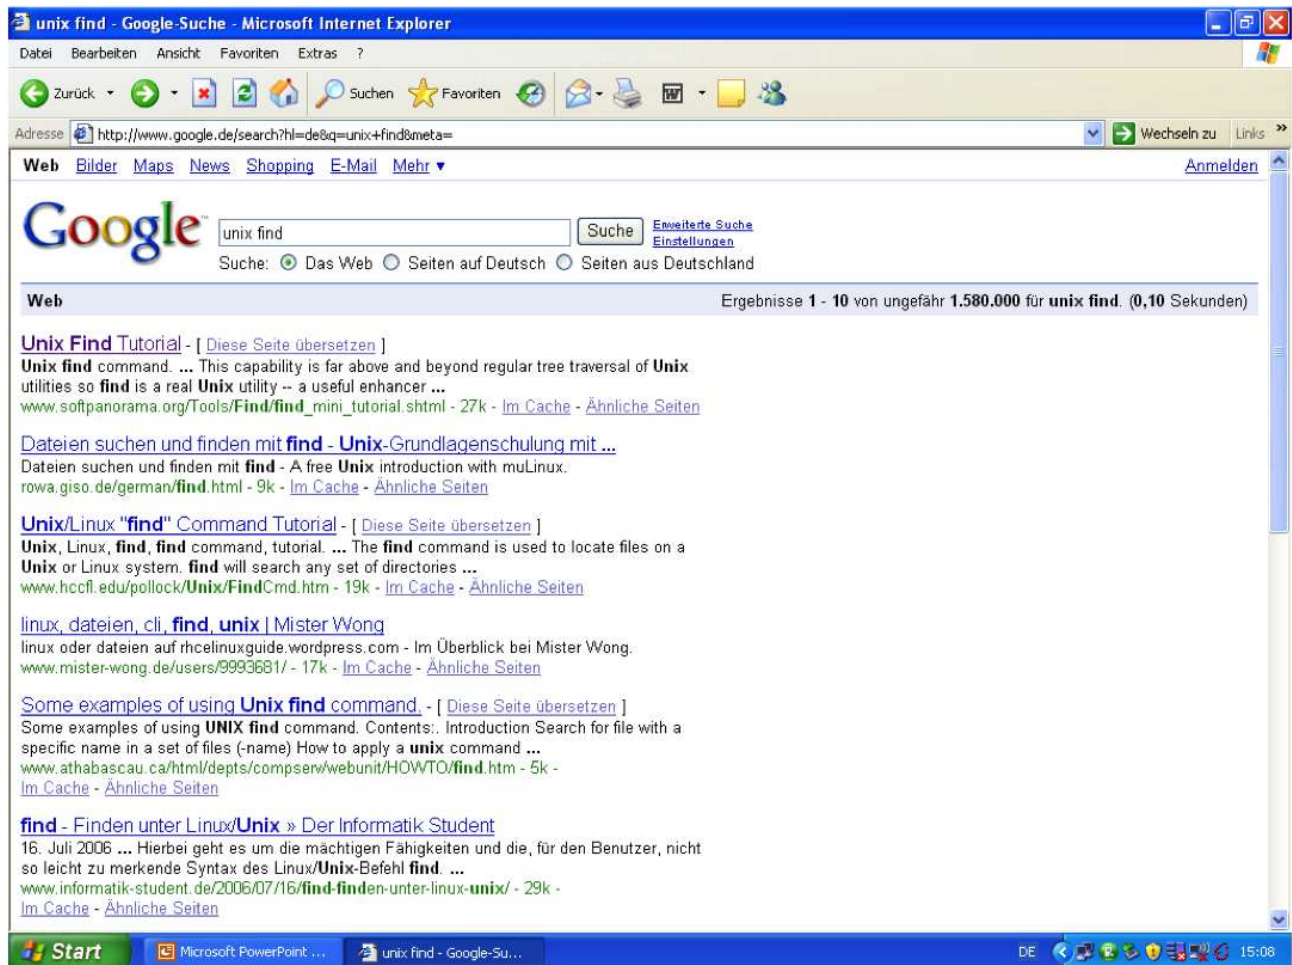 unix find - Google-Suche - Microsoft Internet Explorer
Datei Bearbeiten Ansicht Favoriten Extras ?
Zurück Suchen Favoriten
Adresse http://www.google.de/search?hl=de&q=unix+find&meta= Wechseln zu Links »
Web Bilder Maps News Shopping E-Mail Mehr ▼ Anmelden
Google™ unix find Suche Erweiterte Suche
Einstellungen
Suche: Das Web Seiten auf Deutsch Seiten aus Deutschland
Web Ergebnisse 1 - 10 von ungefähr 1.580.000 für unix find. (0,10 Sekunden)
Unix Find Tutorial - [ Diese Seite übersetzen ]
Unix find command. ... This capability is far above and beyond regular tree traversal of Unix
utilities so find is a real Unix utility -- a useful enhancer ...
www.softpanorama.org/Tools/Find/find_mini_tutorial.shtml - 27k - Im Cache - Ähnliche Seiten
Dateien suchen und finden mit find - Unix-Grundlagenschulung mit ...
Dateien suchen und finden mit find - A free Unix introduction with muLinux.
rowa.giso.de/german/find.html - 9k - Im Cache - Ähnliche Seiten
Unix/Linux "find" Command Tutorial - [ Diese Seite übersetzen ]
Unix, Linux, find, find command, tutorial. ... The find command is used to locate files on a
Unix or Linux system. find will search any set of directories ...
www.hccfl.edu/pollock/Unix/FindCmd.htm - 19k - Im Cache - Ähnliche Seiten
linux, dateien, cli, find, unix | Mister Wong
linux oder dateien auf rhcelinuxguide.wordpress.com - Im Überblick bei Mister Wong.
www.mister-wong.de/users/9993681/ - 17k - Im Cache - Ähnliche Seiten
Some examples of using Unix find command. - [ Diese Seite übersetzen ]
Some examples of using UNIX find command. Contents:. Introduction Search for file with a
specific name in a set of files (-name) How to apply a unix command ...
www.athabascau.ca/html/depts/compserv/webunit/HOWTO/find.htm - 5k -
Im Cache - Ähnliche Seiten
find - Finden unter Linux/Unix » Der Informatik Student
16. Juli 2006 ... Hierbei geht es um die mächtigen Fähigkeiten und die, für den Benutzer, nicht
so leicht zu merkende Syntax des Linux/Unix-Befehl find. ...
www.informatik-student.de/2006/07/16/find-finden-unter-linux-unix/ - 29k -
Im Cache - Ähnliche Seiten
Start Microsoft PowerPoint ... unix find - Google-Su... DE 15:08